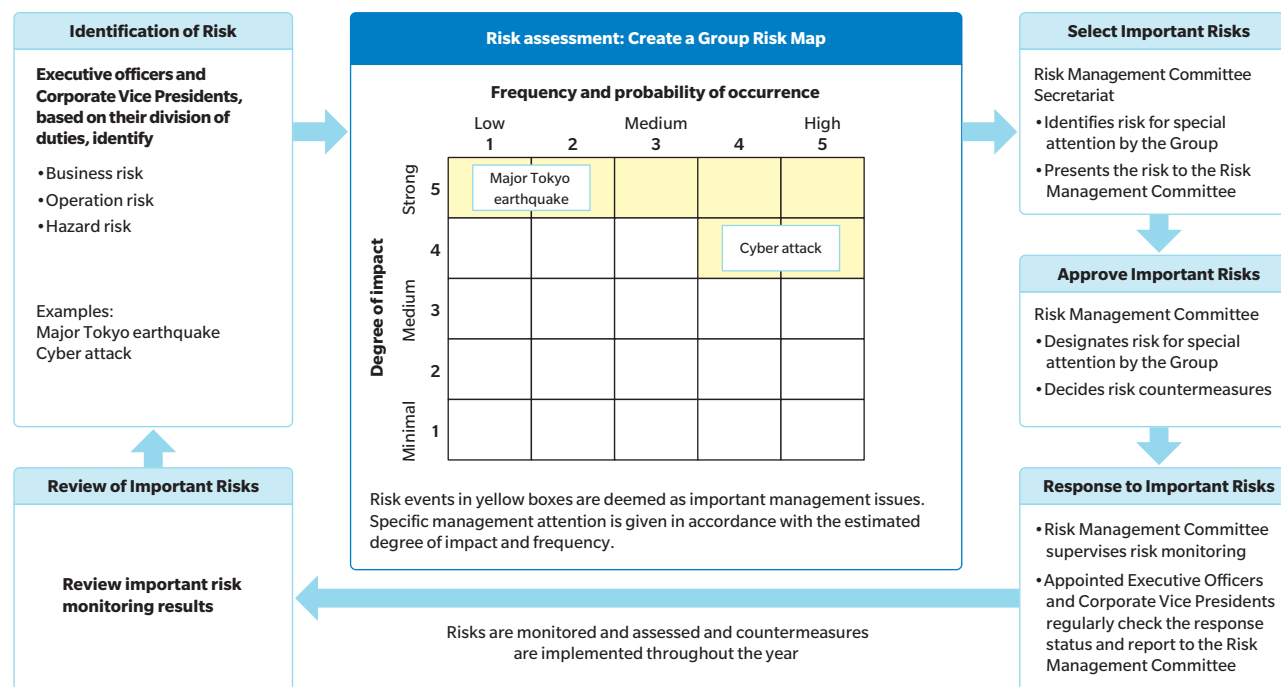 Identification of Risk
Executive officers and
Corporate Vice Presidents,
based on their division of
duties, identify
•Business risk
•Operation risk
•Hazard risk
Examples:
Major Tokyo earthquake
Cyber attack
Risk assessment: Create a Group Risk Map
Frequency and probability of occurrence
Low Medium High
1 2 3 4 5
Degree of impact
Strong
5
Major Tokyo
earthquake
4
Cyber attack
Medium
3
2
Minimal
1
Risk events in yellow boxes are deemed as important management issues.
Specific management attention is given in accordance with the estimated
degree of impact and frequency.
Select Important Risks
Risk Management Committee
Secretariat
•Identifies risk for special
attention by the Group
•Presents the risk to the Risk
Management Committee
Approve Important Risks
Risk Management Committee
•Designates risk for special
attention by the Group
•Decides risk countermeasures
Response to Important Risks
•Risk Management Committee
supervises risk monitoring
•Appointed Executive Officers
and Corporate Vice Presidents
regularly check the response
status and report to the Risk
Management Committee
Risks are monitored and assessed and countermeasures
are implemented throughout the year
Review of Important Risks
Review important risk
monitoring results